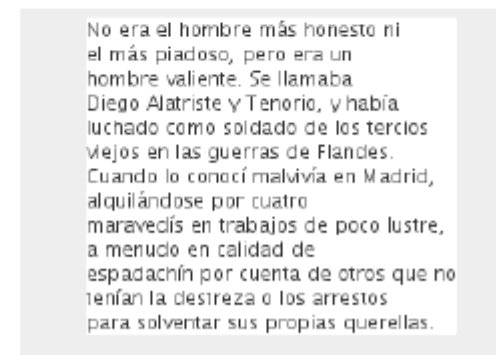 No era el hombre más honesto ni
el más piadoso, pero era un
hombre valiente. Se llamaba
Diego Alatriste y Tenorio, y había
luchado como soldado de los tercios
viejos en las guerras de Flandes.
Cuando lo conocí malvivía en Madrid,
alquilándose por cuatro
maravedís en trabajos de poco lustre,
a menudo en calidad de
espadachín por cuenta de otros que no
tenían la destreza o los arrestos
para solventar sus propias querellas.